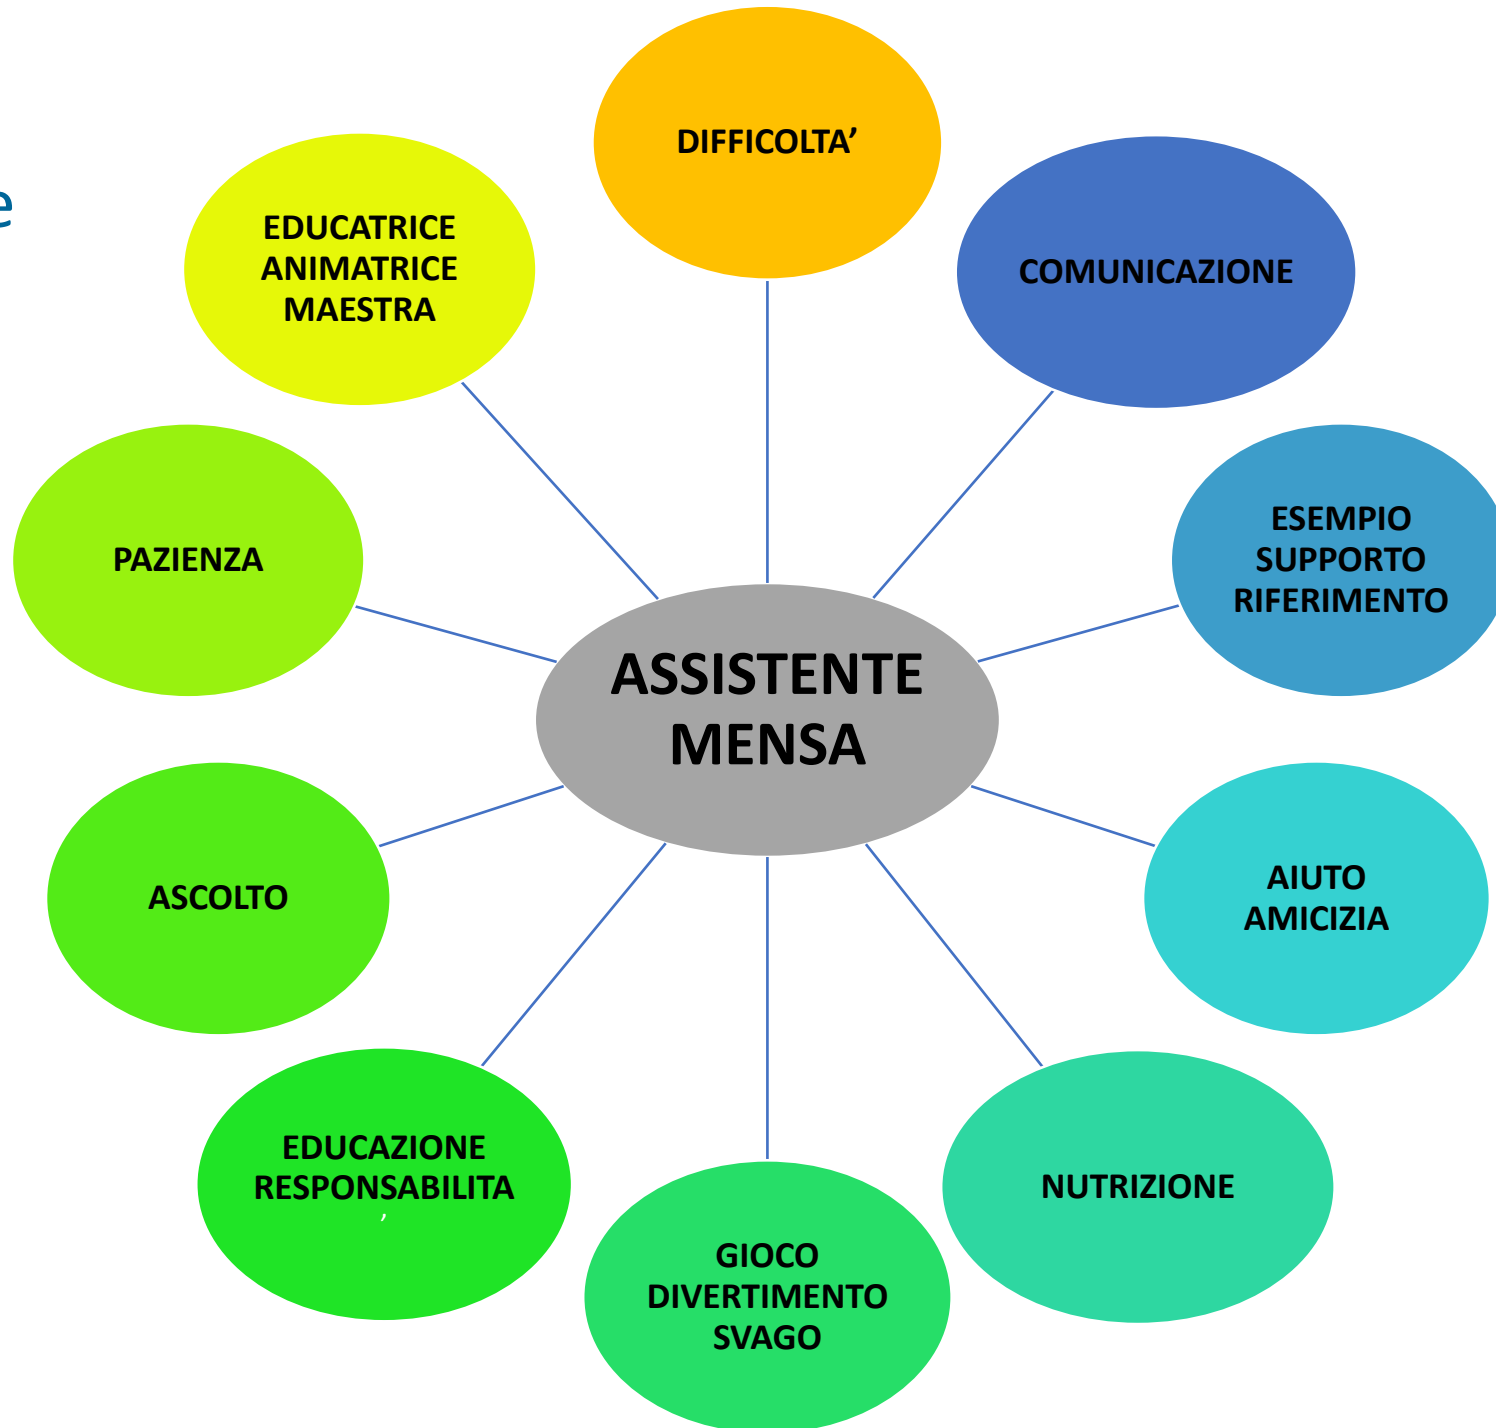 e
DIFFICOLTA’
COMUNICAZIONE
ESEMPIO
SUPPORTO
RIFERIMENTO
AIUTO
AMICIZIA
NUTRIZIONE
GIOCO
DIVERTIMENTO
SVAGO
EDUCAZIONE
RESPONSABILITA
’
ASCOLTO
PAZIENZA
EDUCATRICE
ANIMATRICE
MAESTRA
ASSISTENTE
MENSA